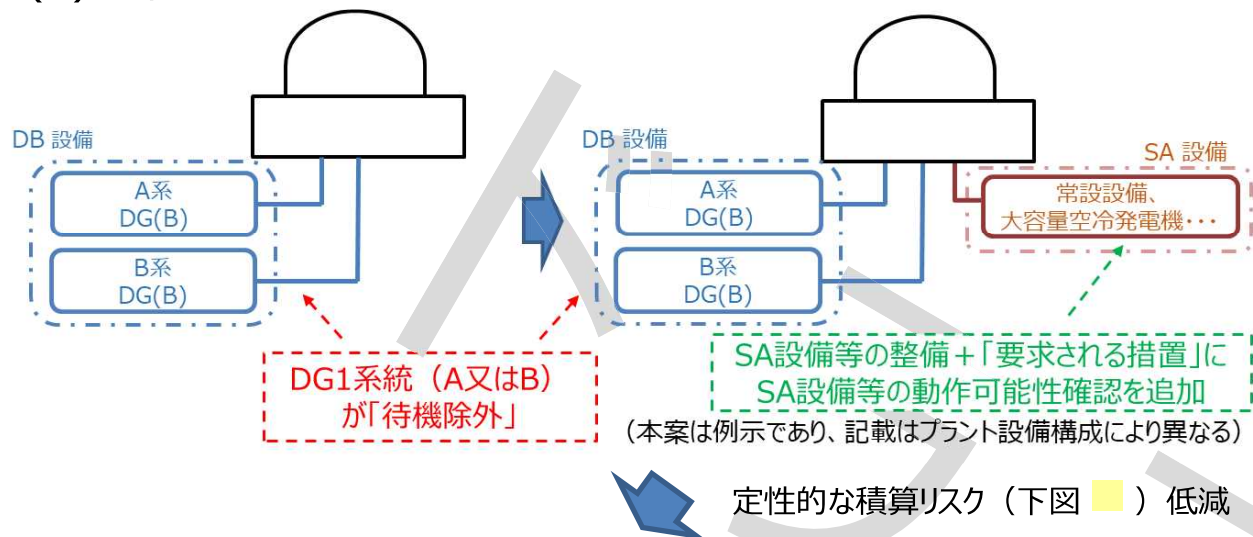 DB 設備
A系
DG(B)
B系
DG(B)
DG1系統（A又はB）
が「待機除外」
DB 設備
A系
DG(B)
B系
DG(B)
SA 設備
常設設備、
大容量空冷発電機・・・
SA設備等の整備＋「要求される措置」に
SA設備等の動作可能性確認を追加
（本案は例示であり、記載はプラント設備構成により異なる）
定性的な積算リスク（下図 ）低減